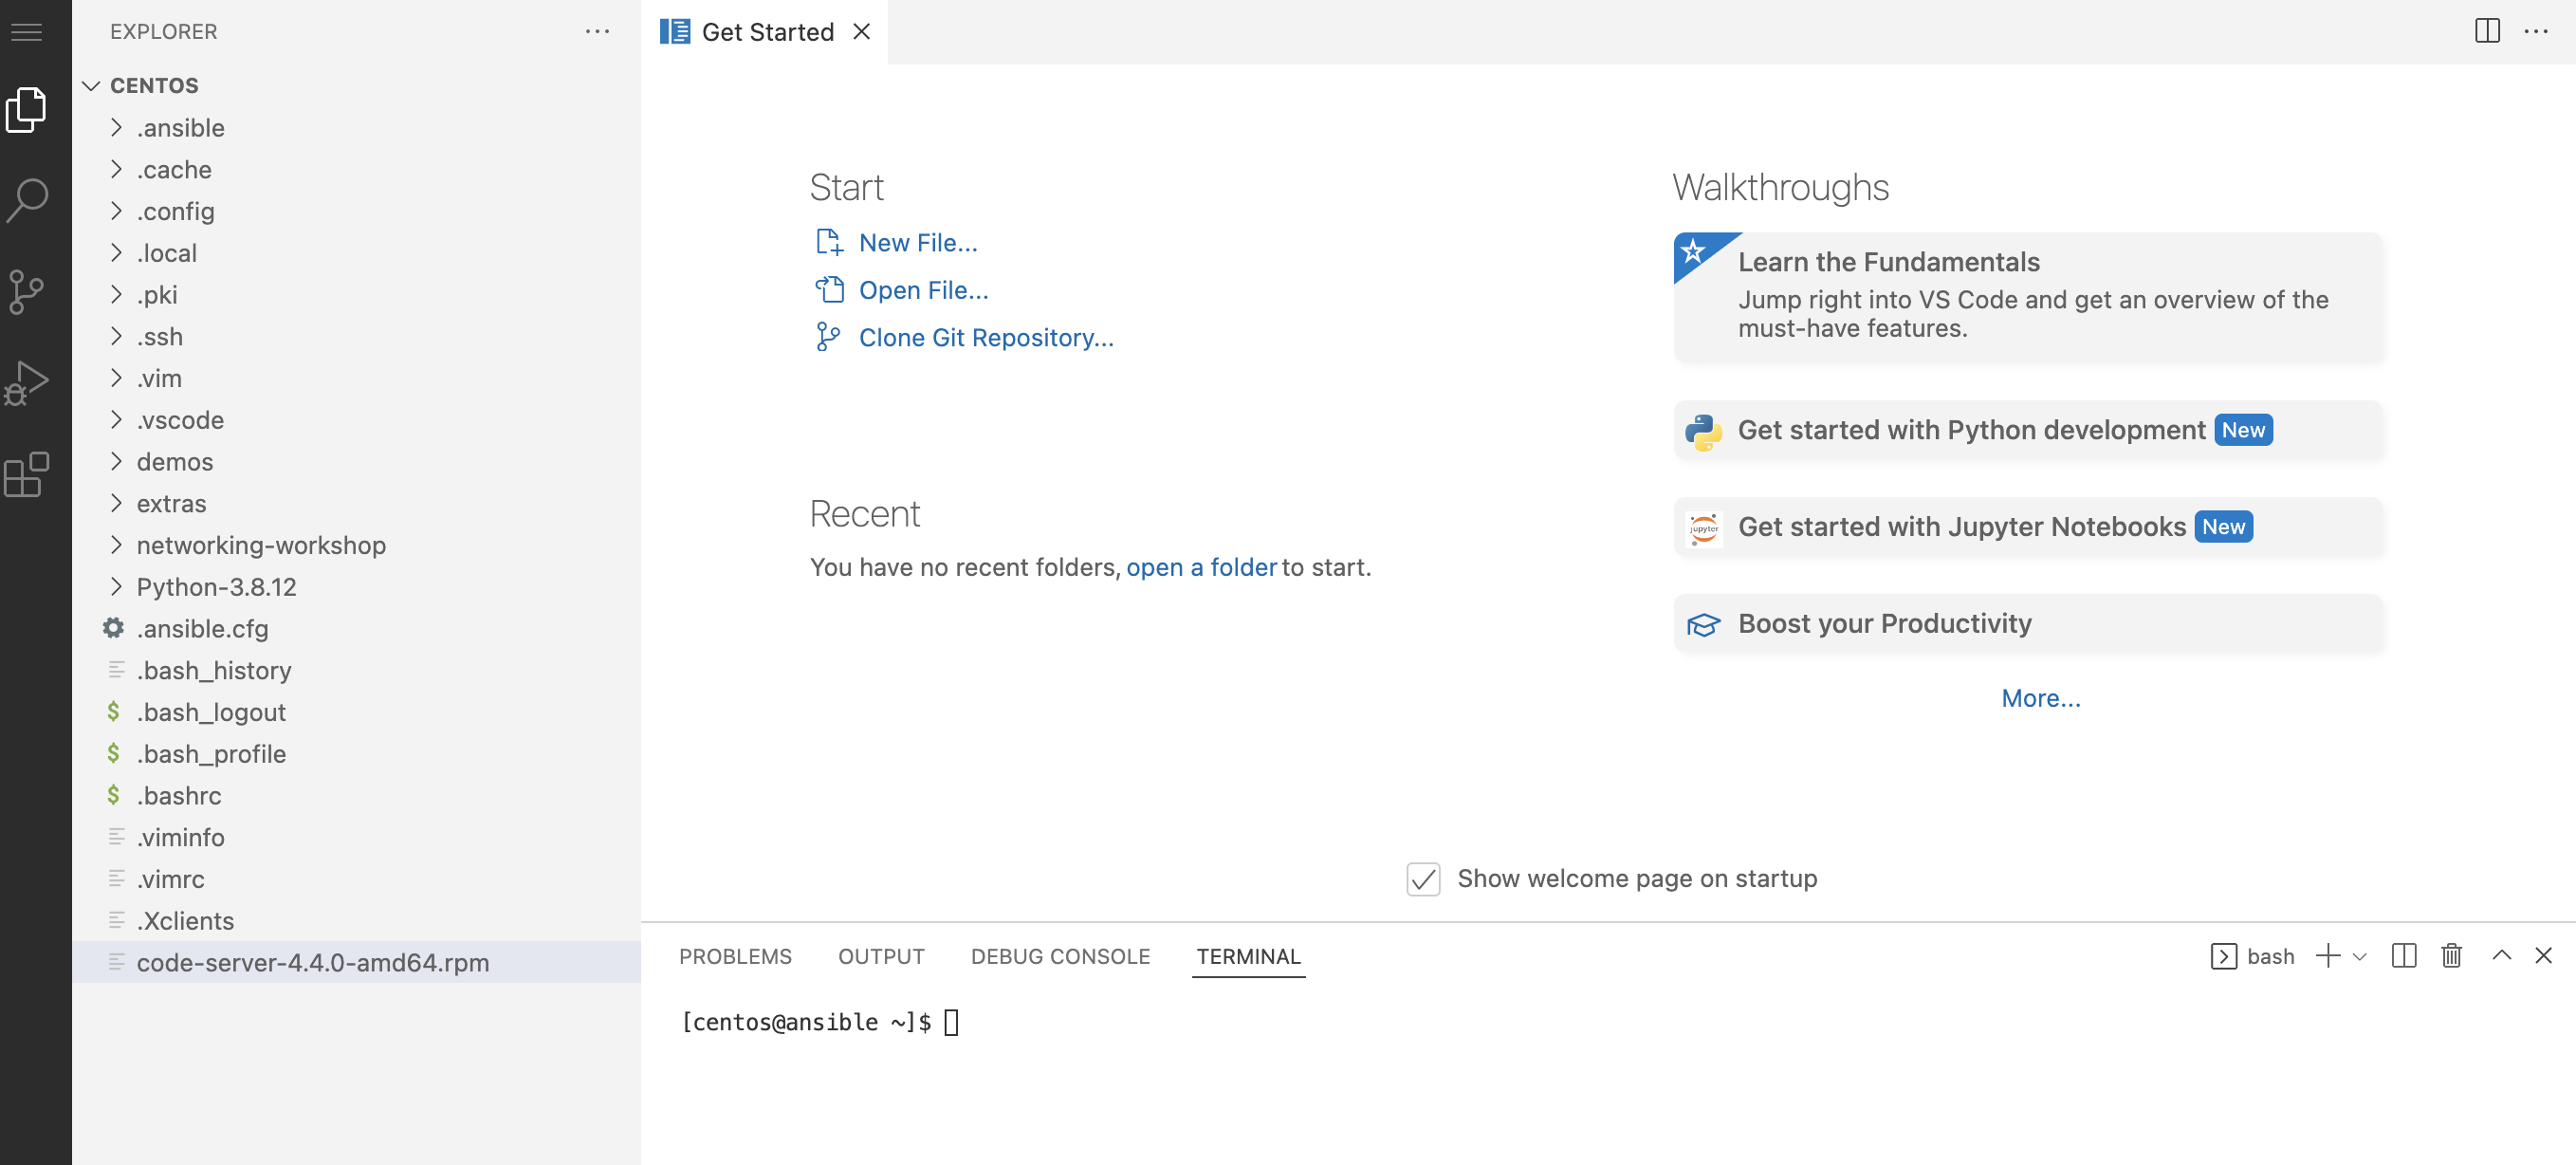 EXPLORER
CENTOS
.ansible
.cache
.config
.local
.pki
.ssh
.vim
.vscode
demos
extras
networking-workshop
Python-3.8.12
.ansible.cfg
.bash_history
.bash_logout
.bash_profile
.bashrc
.viminfo
.vimrc
.Xclients
code-server-4.4.0-amd64.rpm
Get Started
Start
New File...
Open File...
Clone Git Repository...
Recent
You have no recent folders, open a folder to start.
Walkthroughs
Learn the Fundamentals
Jump right into VS Code and get an overview of the
must-have features.
Get started with Python development New
jupyter
Get started with Jupyter Notebooks New
Boost your Productivity
More...
Show welcome page on startup
PROBLEMS OUTPUT DEBUG CONSOLE TERMINAL bash
[centos@ansible ~]$